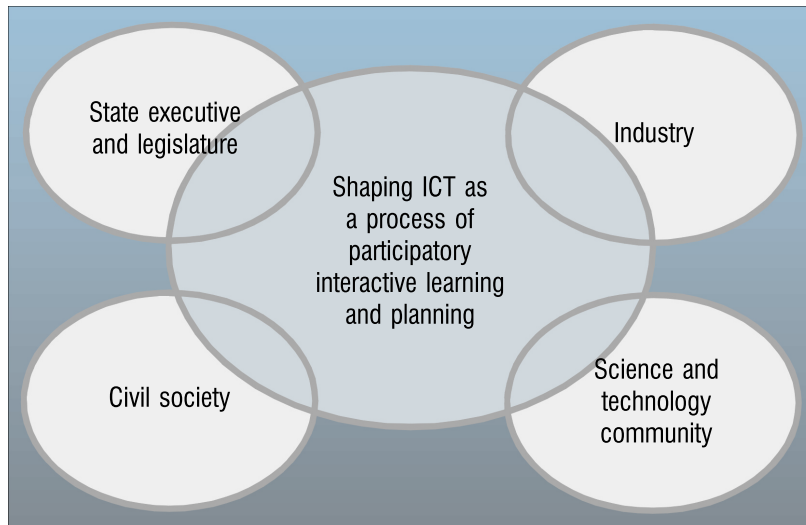 State executive
and legislature
Industry
Shaping ICT as
a process of
participatory
interactive learning
and planning
Civil society
Science and
technology
community